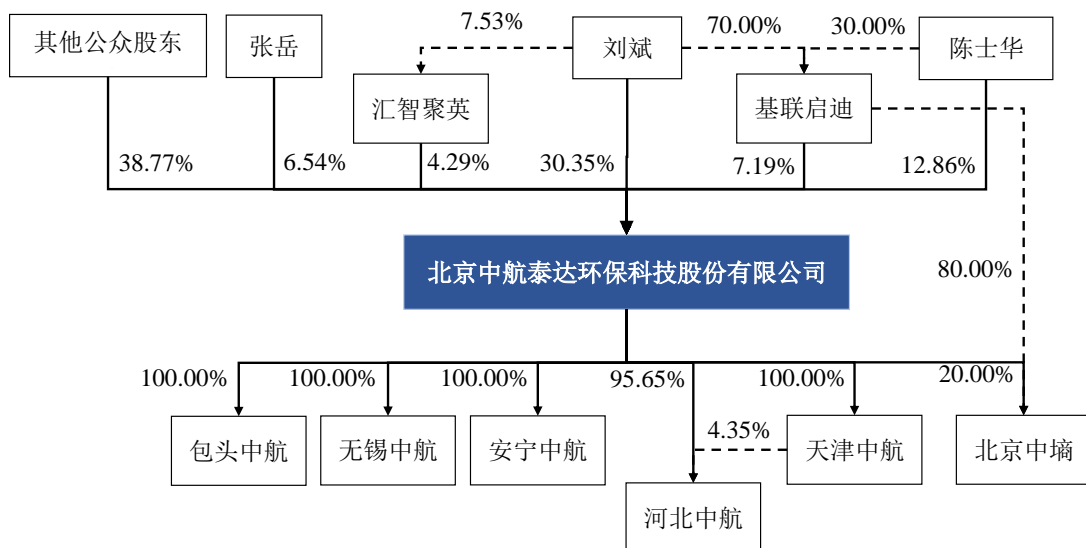 7.53%
70.00%
30.00%
其他公众股东
张岳
刘斌
陈士华
汇智聚英
基联启迪
38.77%
6.54%
4.29%
30.35%
7.19%
12.86%
北京中航泰达环保科技股份有限公司
80.00%
100.00%
100.00%
100.00%
95.65%
100.00%
20.00%
4.35%
包头中航
无锡中航
安宁中航
天津中航
北京中墒
河北中航